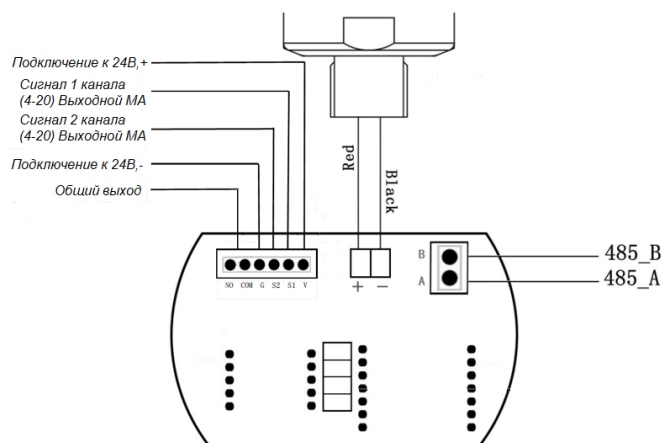 Подключение к 24В,+
Сигнал 1 канала
(4-20) Выходной МА
Сигнал 2 канала
(4-20) Выходной МА
Подключение к 24В,-
Общий выход
Red
Black
NO COM G S2 S1 V
+ −
B
A
485_B
485_A